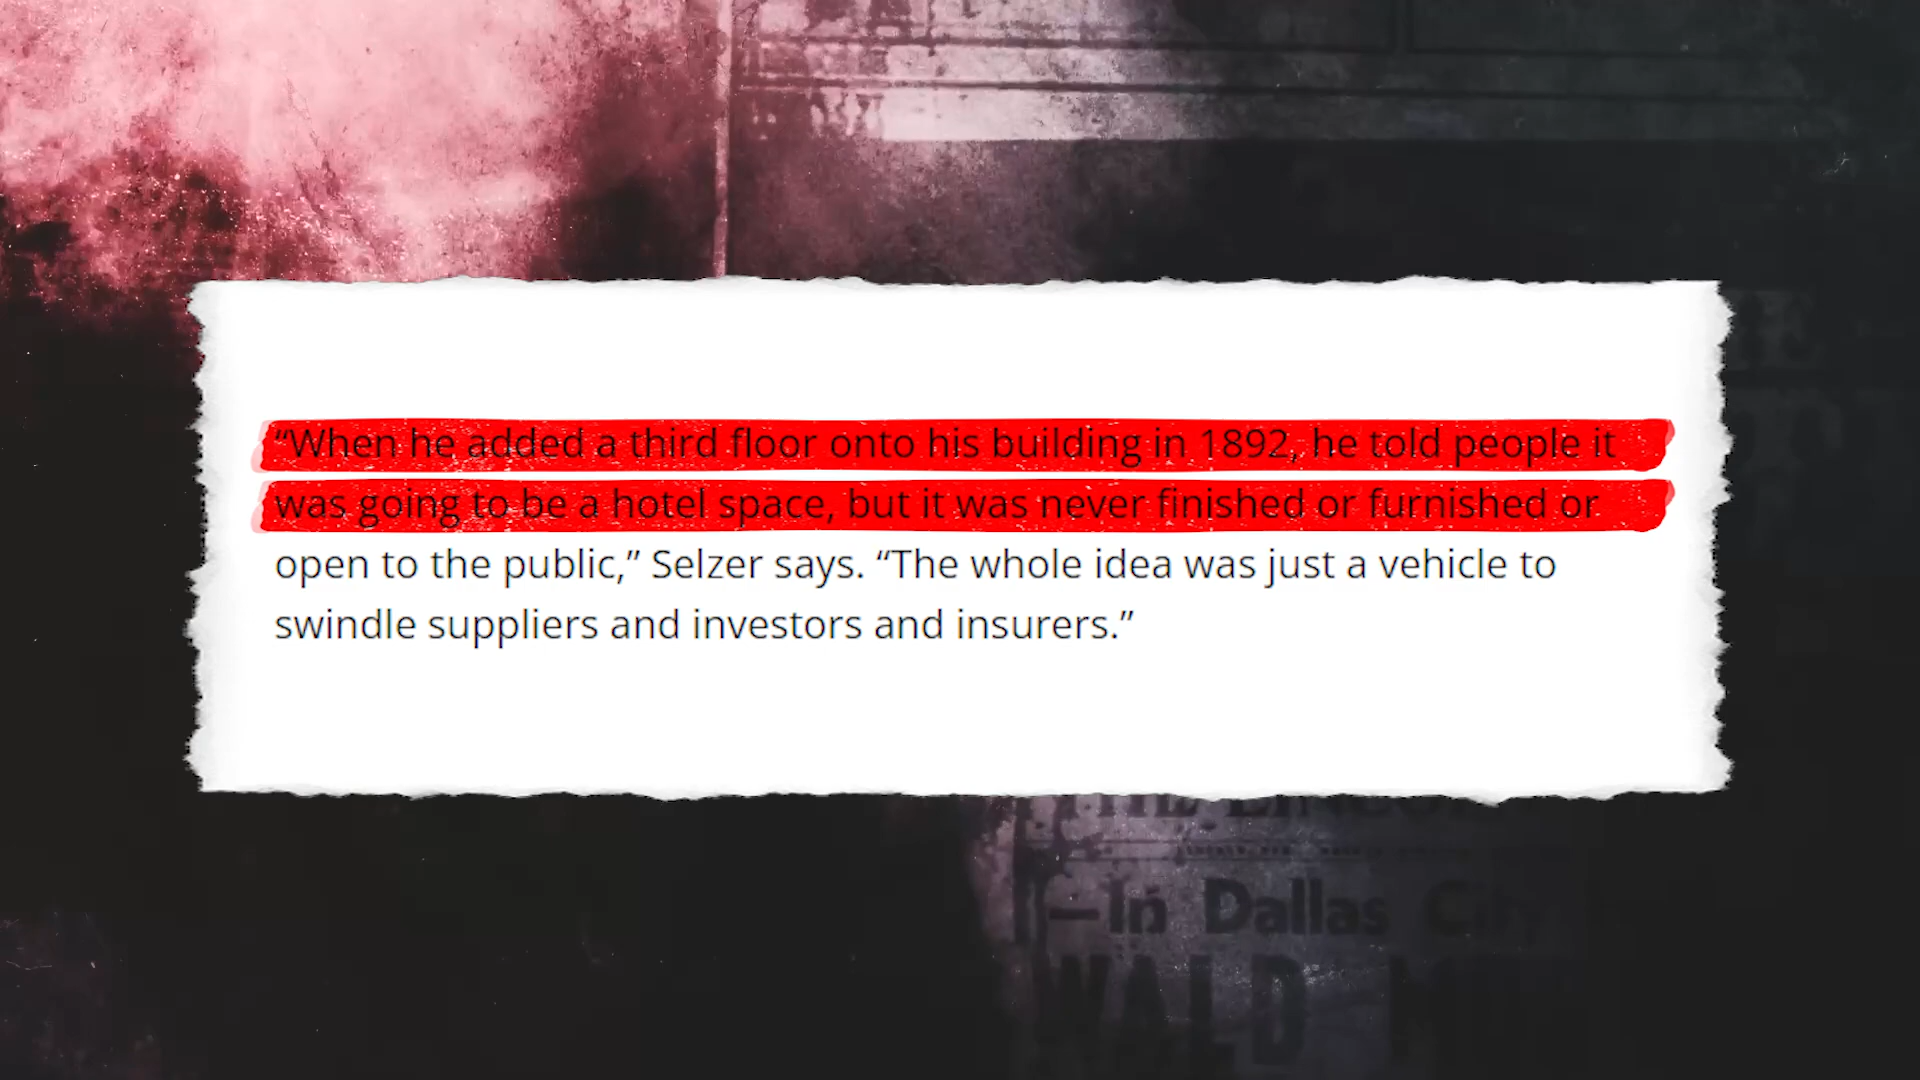 “When he added a third floor onto his building in 1892, he told people it
was going to be a hotel space, but it was never finished or furnished or
open to the public,” Selzer says. “The whole idea was just a vehicle to
swindle suppliers and investors and insurers.”
—In Dallas City
WALD